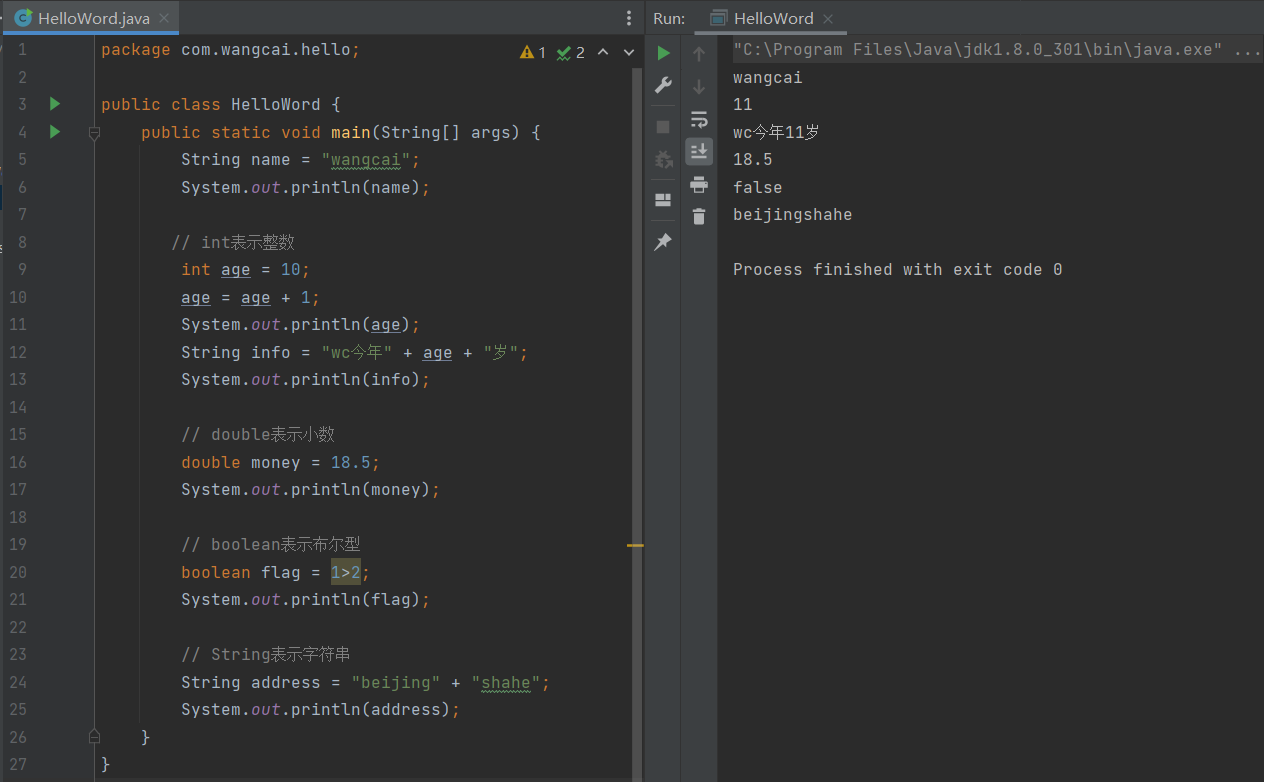 HelloWord.java
package com.wangcai.hello;
1 2
public class HelloWord {
public static void main(String[] args) {
String name = "wangcai";
System.out.println(name);
// int表示整数
int age = 10;
age = age + 1;
System.out.println(age);
String info = "wc今年" + age + "岁";
System.out.println(info);
// double表示小数
double money = 18.5;
System.out.println(money);
// boolean表示布尔型
boolean flag = 1>2;
System.out.println(flag);
// String表示字符串
String address = "beijing" + "shahe";
System.out.println(address);
}
}
1
2
3
4
5
6
7
8
9
10
11
12
13
14
15
16
17
18
19
20
21
22
23
24
25
26
27
Run: HelloWord
"C:\Program Files\Java\jdk1.8.0_301\bin\java.exe" ...
wangcai
11
wc今年11岁
18.5
false
beijingshahe
Process finished with exit code 0